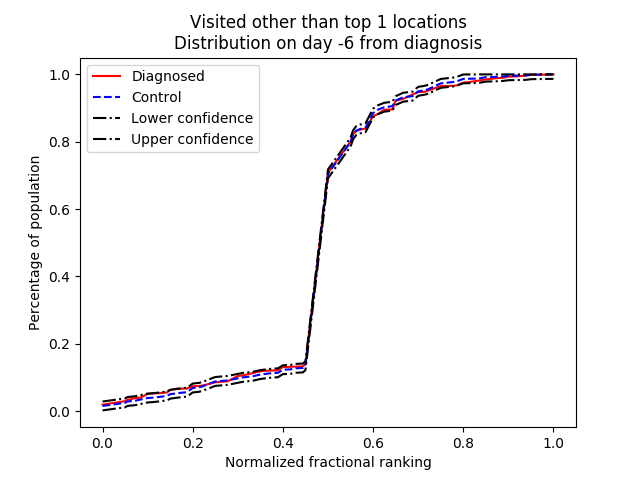 Visited other than top 1 locations
Distribution on day -6 from diagnosis
Diagnosed
Control
Lower confidence
Upper confidence
Percentage of population
1.0
0.8
0.6
0.4
0.2
0.0
0.0 0.2 0.4 0.6 0.8 1.0
Normalized fractional ranking